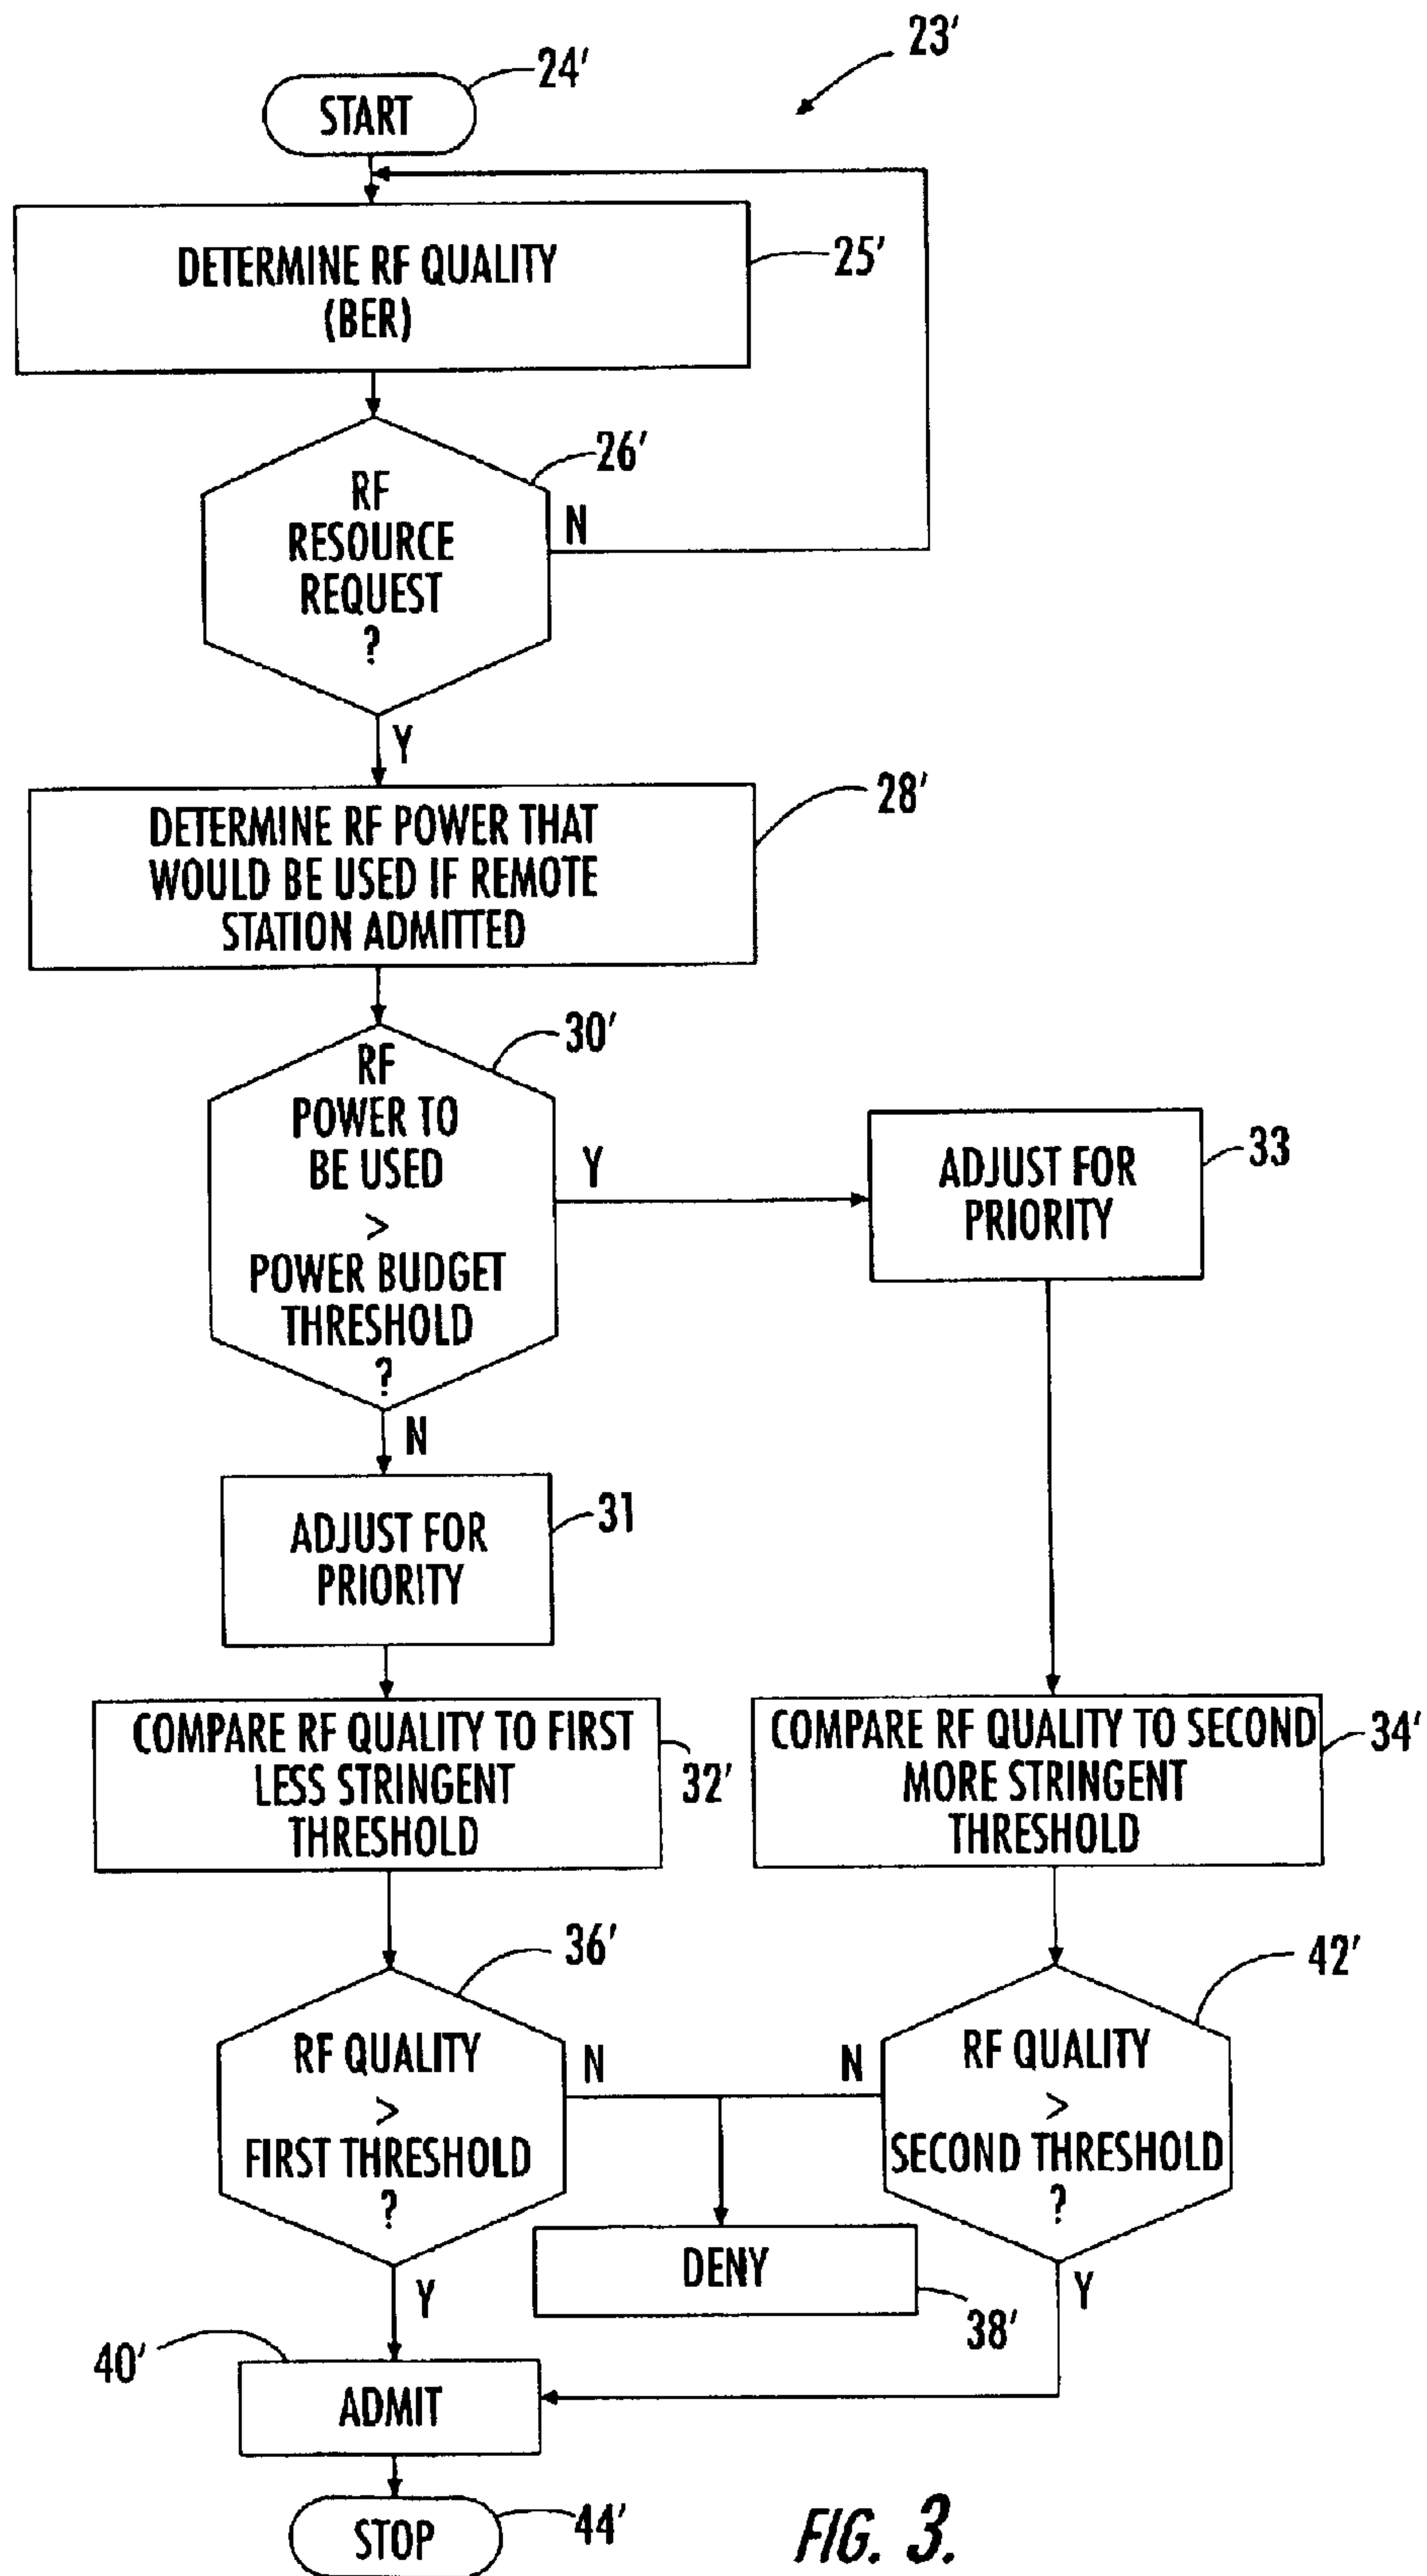 23'
24'
START
25'
DETERMINE RF QUALITY
(BER)
26'
RF
RESOURCE
REQUEST
?
N
Y
28'
DETERMINE RF POWER THAT
WOULD BE USED IF REMOTE
STATION ADMITTED
30'
RF
POWER TO
BE USED
>
POWER BUDGET
THRESHOLD
?
Y
33
ADJUST FOR
PRIORITY
N
31
ADJUST FOR
PRIORITY
COMPARE RF QUALITY TO FIRST
LESS STRINGENT
THRESHOLD
32'
COMPARE RF QUALITY TO SECOND
MORE STRINGENT
THRESHOLD
34'
36'
RF QUALITY
>
FIRST THRESHOLD
?
N
42'
RF QUALITY
>
SECOND THRESHOLD
?
N
DENY
38'
Y
Y
40'
ADMIT
STOP
44'
FIG. 3.